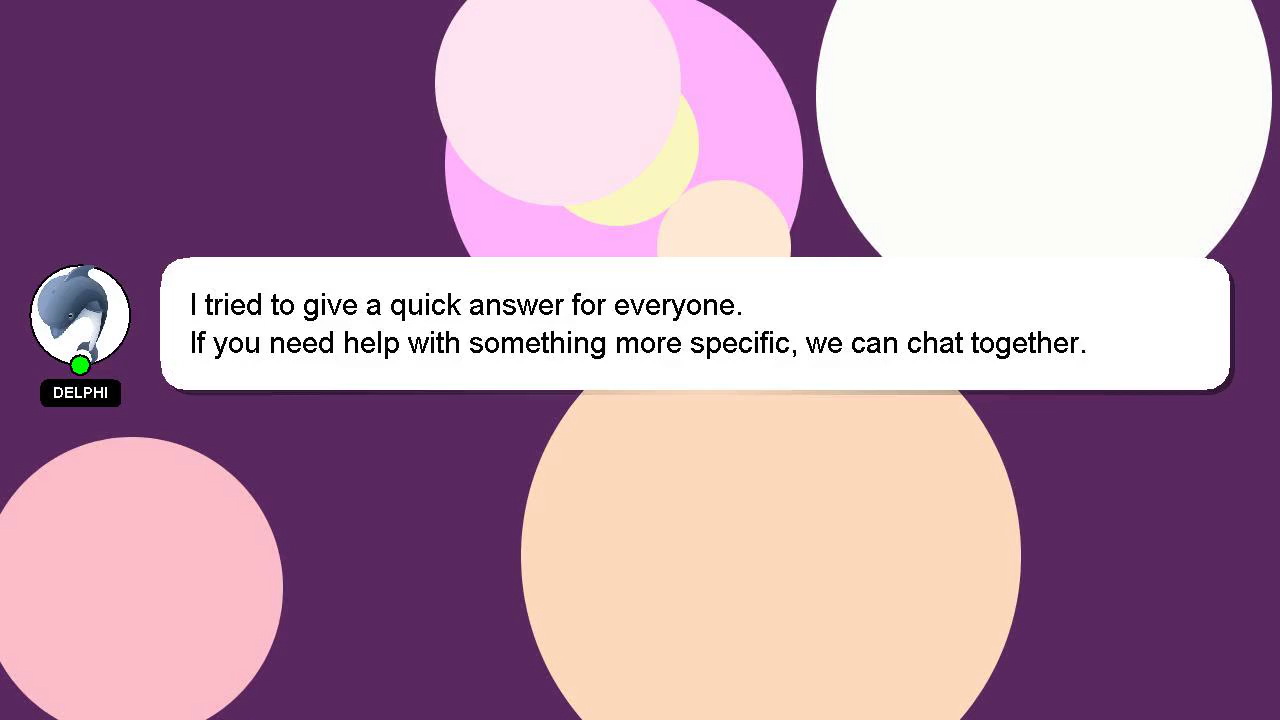 I tried to give a quick answer for everyone.
If you need help with something more specific, we can chat together.
DELPHI